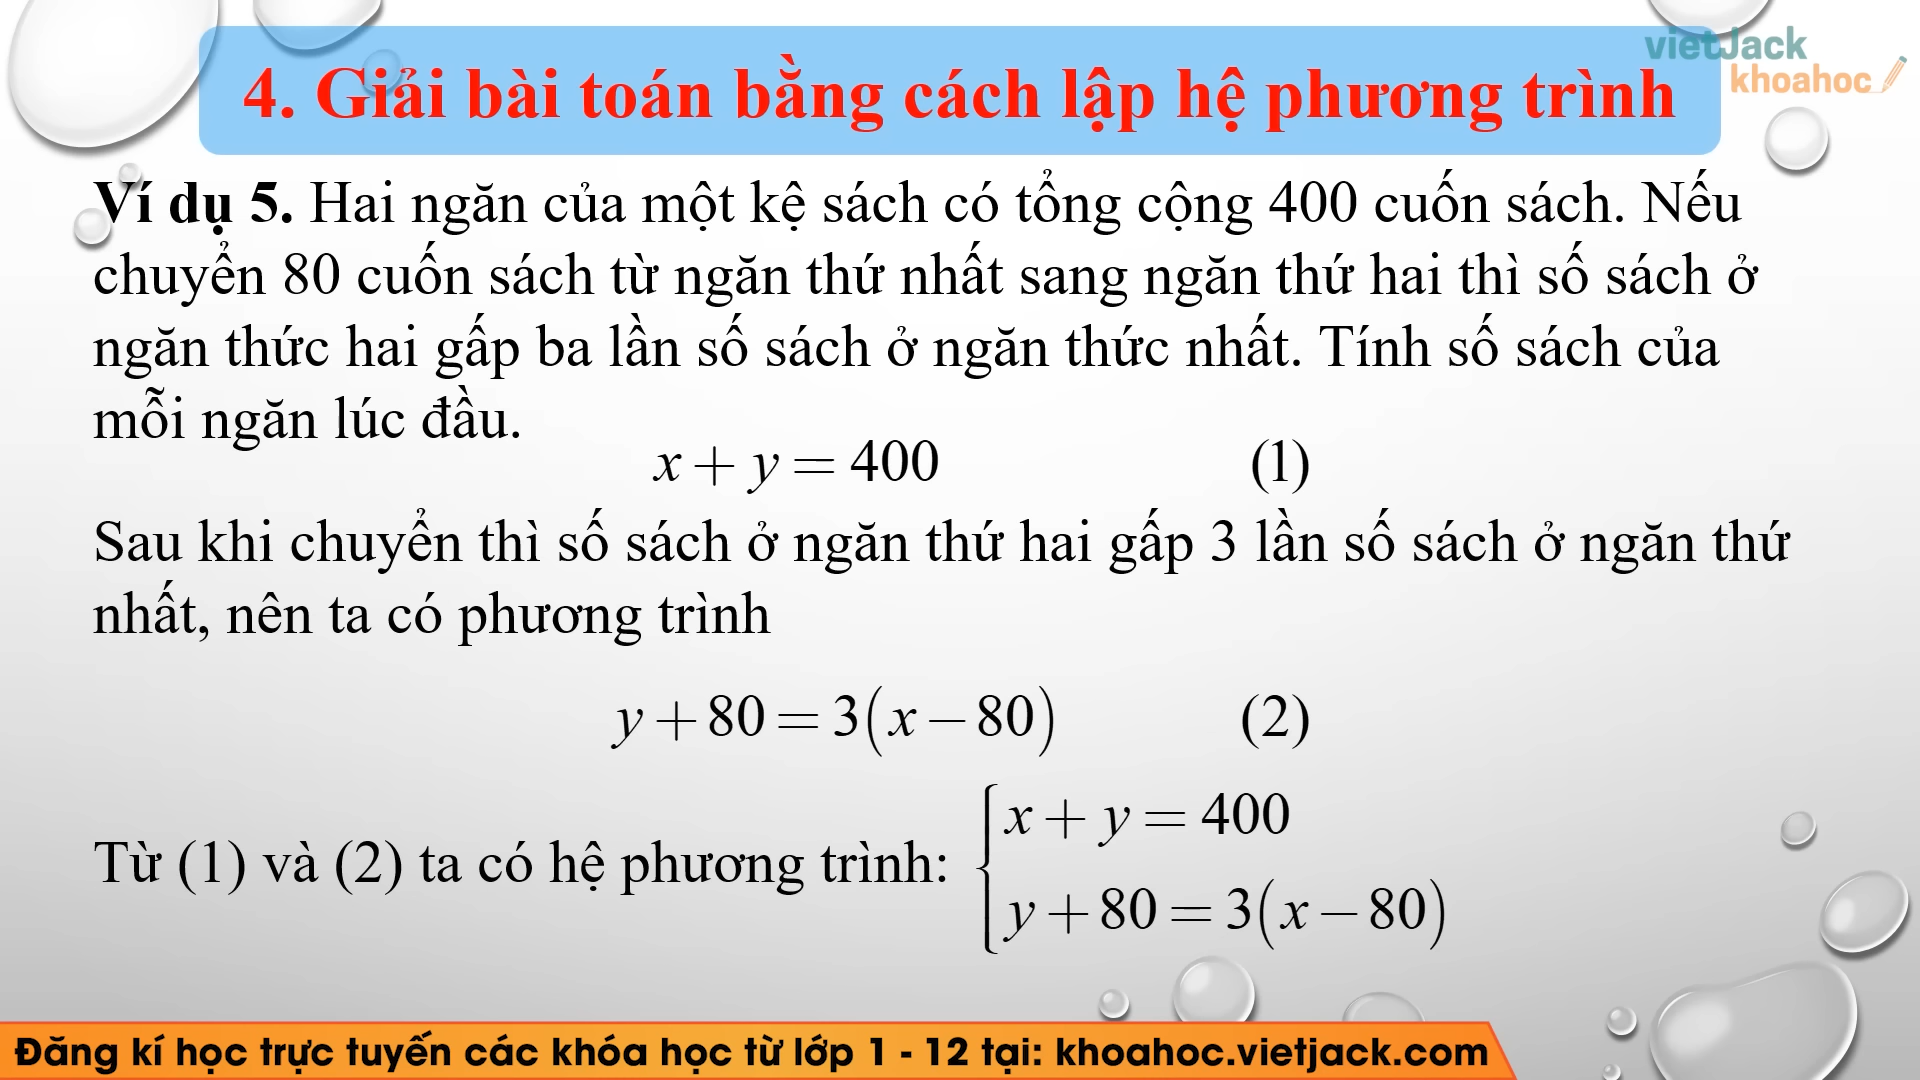 vietJack
khoahoc
4. Giải bài toán bằng cách lập hệ phương trình
Ví dụ 5. Hai ngăn của một kệ sách có tổng cộng 400 cuốn sách. Nếu
chuyển 80 cuốn sách từ ngăn thứ nhất sang ngăn thứ hai thì số sách ở
ngăn thức hai gấp ba lần số sách ở ngăn thức nhất. Tính số sách của
mỗi ngăn lúc đầu.
x + y = 400 (1)
Sau khi chuyển thì số sách ở ngăn thứ hai gấp 3 lần số sách ở ngăn thứ
nhất, nên ta có phương trình
y + 80 = 3(x − 80) (2)
Từ (1) và (2) ta có hệ phương trình:
x + y = 400
y + 80 = 3(x − 80)
Đăng kí học trực tuyến các khóa học từ lớp 1 - 12 tại: khoahoc.vietjack.com